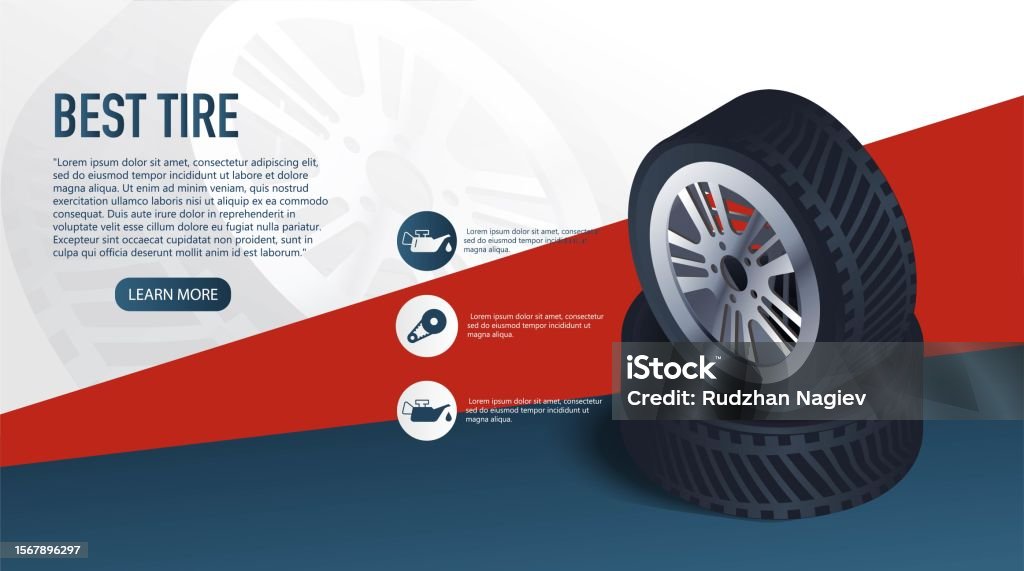 BEST TIRE
"Lorem ipsum dolor sit amet, consectetur adipiscing elit,
sed do eiusmod tempor incididunt ut labore et dolore
magna aliqua. Ut enim ad minim veniam, quis nostrud
exercitation ullamco laboris nisi ut aliquip ex ea commodo
consequat. Duis aute irure dolor in reprehenderit in
voluptate velit esse cillum dolore eu fugiat nulla pariatur.
Excepteur sint occaecat cupidatat non proident, sunt in
culpa qui officia deserunt mollit anim id est laborum."
LEARN MORE
Lorem ipsum dolor sit amet, consectetur
sed do eiusmod tempor incididunt ut
magna aliqua.
Lorem ipsum dolor sit amet, consectetur
sed do eiusmod tempor incididunt ut
magna aliqua.
Lorem ipsum dolor sit amet, consectetur
sed do eiusmod tempor incididunt ut
magna aliqua.
iStock™
Credit: Rudzhan Nagiev
1567896297